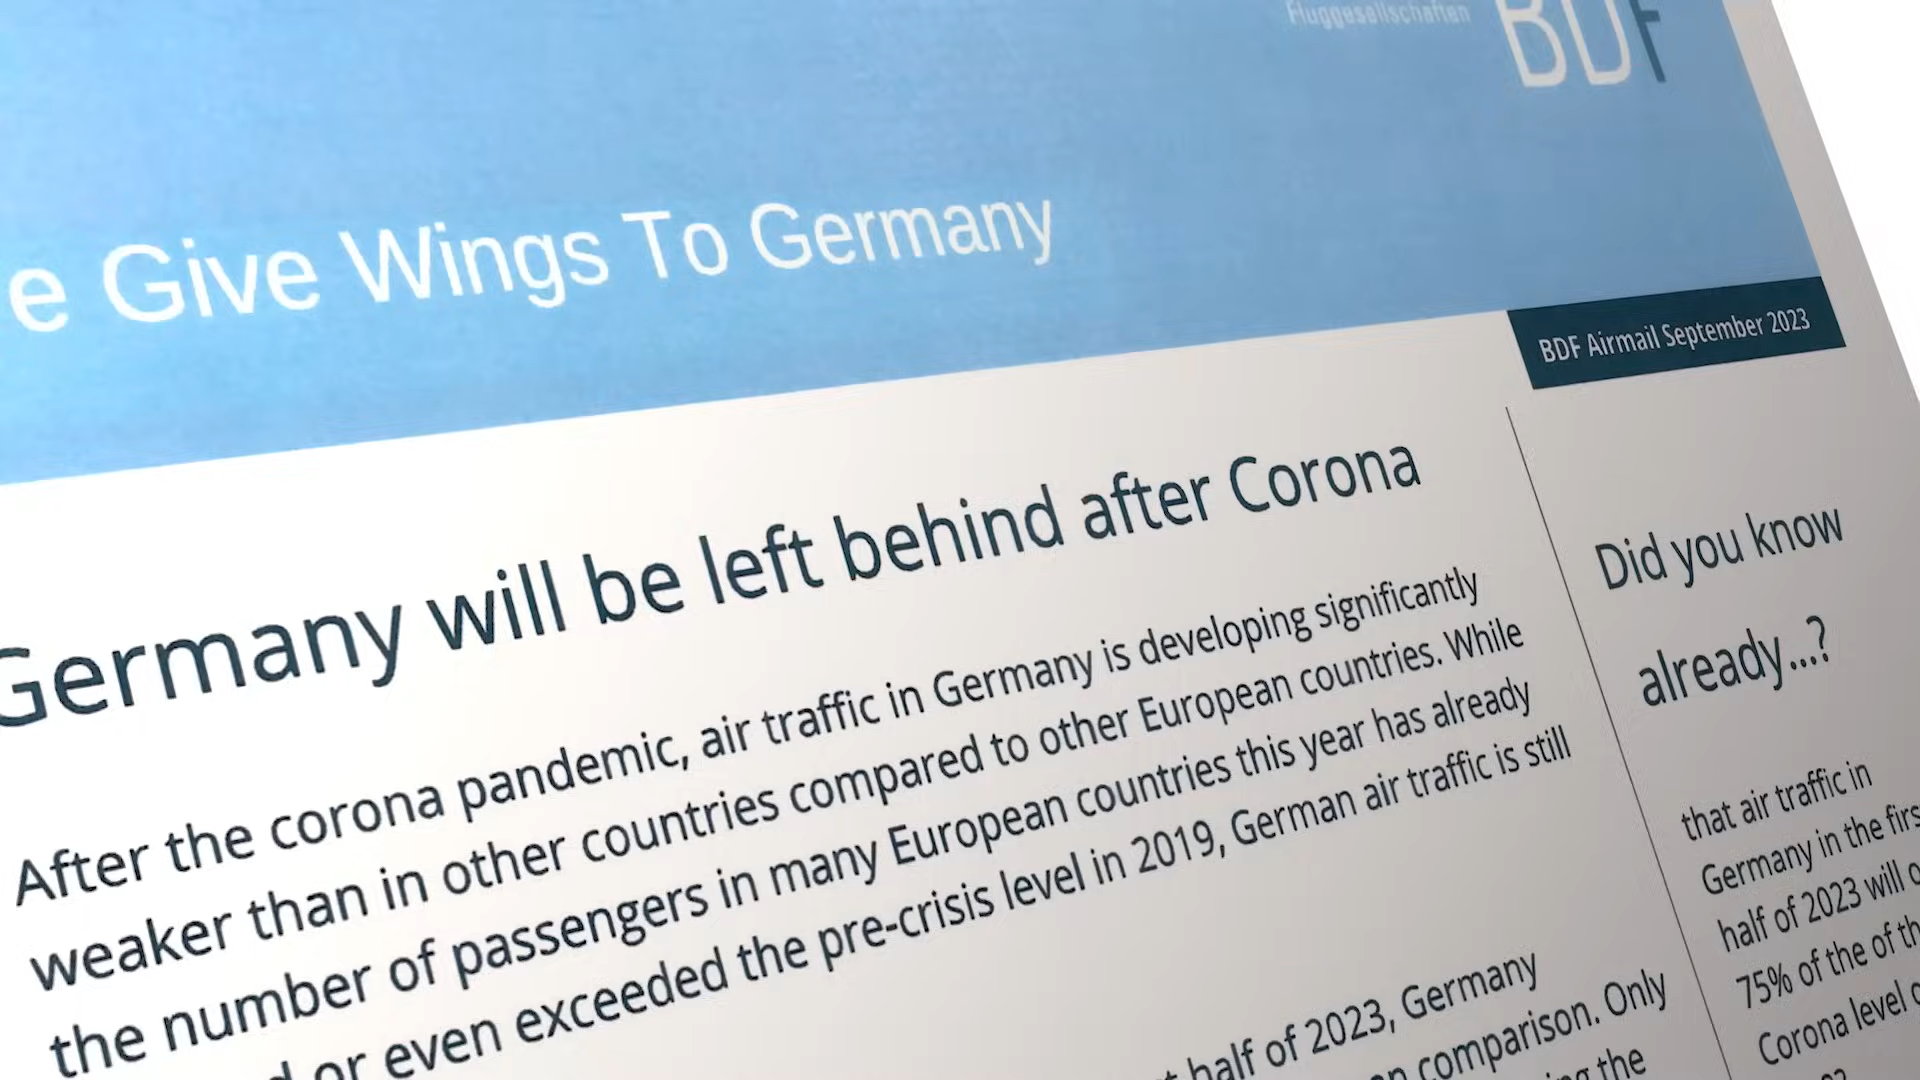 Fluggesellschaften
BDF
e Give Wings To Germany
BDF Airmail September 2023
Germany will be left behind after Corona
After the corona pandemic, air traffic in Germany is developing significantly
weaker than in other countries compared to other European countries. While
the number of passengers in many European countries this year has already
d or even exceeded the pre-crisis level in 2019, German air traffic is still
half of 2023, Germany
comparison. Only
the
Did you know
already...?
that air traffic in
Germany in the firs
half of 2023 will o
75% of the of th
Corona level o